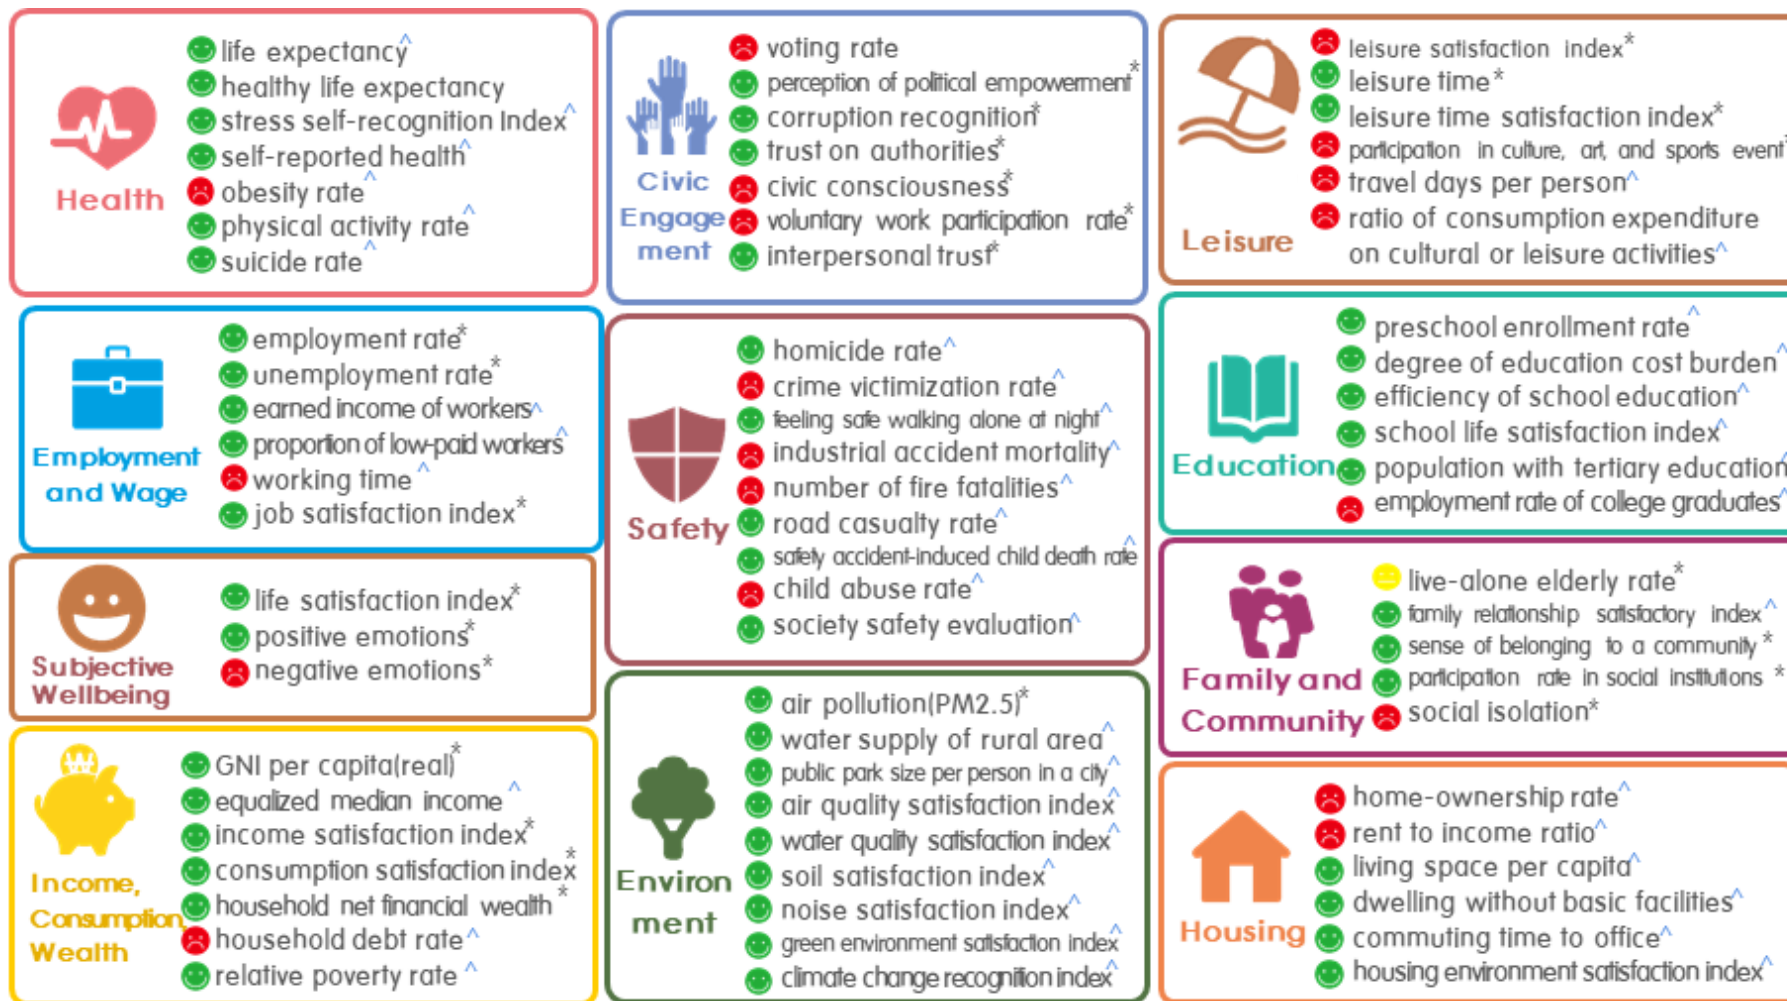 Health
life expectancy^
healthy life expectancy
stress self-recognition Index^
self-reported health^
obesity rate^
physical activity rate^
suicide rate^
Civic
Engage
ment
voting rate
perception of political empowerment*
corruption recognition*
trust on authorities*
civic consciousness*
voluntary work participation rate*
interpersonal trust*
Leisure
leisure satisfaction index*
leisure time*
leisure time satisfaction index*
participation in culture, art, and sports event*
travel days per person^
ratio of consumption expenditure
on cultural or leisure activities^
Employment
and Wage
employment rate*
unemployment rate*
earned income of workers^
proportion of low-paid workers^
working time^
job satisfaction index*
Safety
homicide rate^
crime victimization rate^
feeling safe walking alone at night^
industrial accident mortality^
number of fire fatalities^
road casualty rate^
safety accident-induced child death rate^
child abuse rate^
society safety evaluation^
Education
preschool enrollment rate^
degree of education cost burden^
efficiency of school education^
school life satisfaction index^
population with tertiary education^
employment rate of college graduates^
Subjective
Wellbeing
life satisfaction index*
positive emotions*
negative emotions*
Family and
Community
live-alone elderly rate*
family relationship satisfactory index^
sense of belonging to a community*
participation rate in social institutions *
social isolation*
Income,
Consumption,
Wealth
GNI per capita(real)*
equalized median income ^
income satisfaction index*
consumption satisfaction index*
household net financial wealth*
household debt rate^
relative poverty rate^
Environ
ment
air pollution(PM2.5)*
water supply of rural area^
public park size per person in a city^
air quality satisfaction index^
water quality satisfaction index^
soil satisfaction index^
noise satisfaction index^
green environment satisfaction index^
climate change recognition index^
Housing
home-ownership rate^
rent to income ratio^
living space per capita^
dwelling without basic facilities^
commuting time to office^
housing environment satisfaction index^